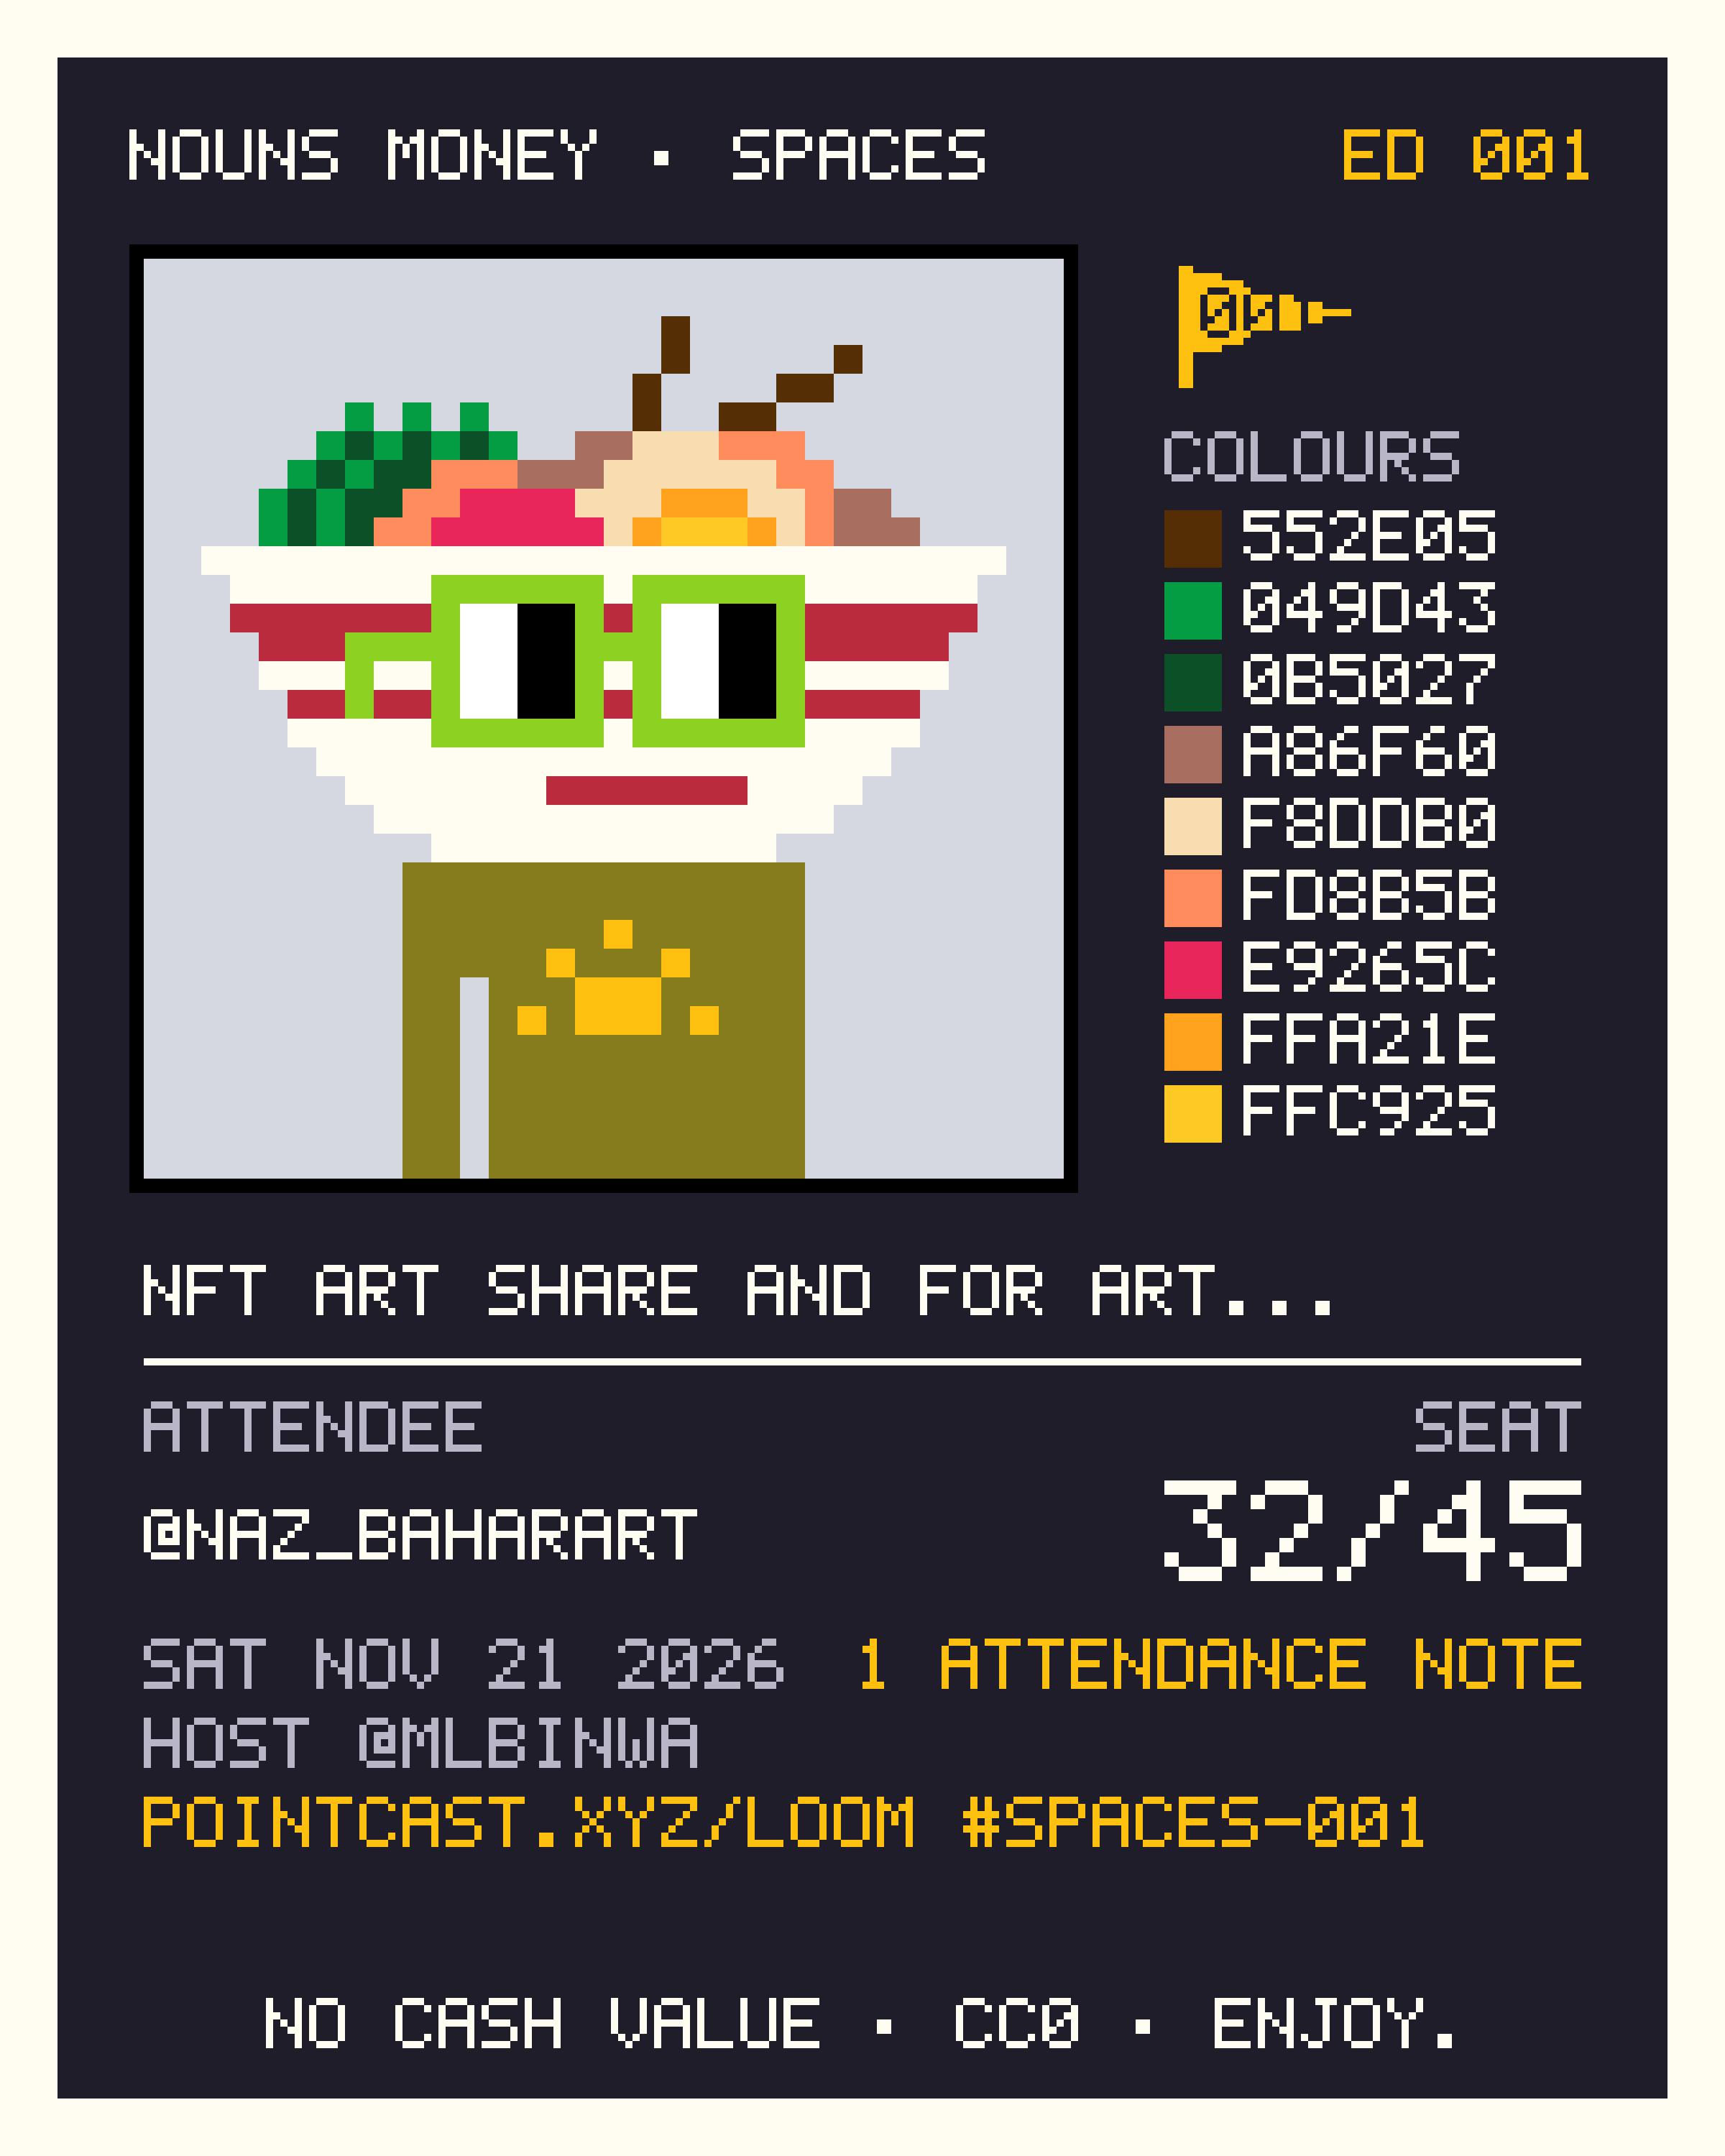 NOUNS MONEY · SPACES
ED 001
00
COLOURS
552E05
049D43
0B5027
A86F60
F8DDB0
FD8B5B
E9265C
FFA21E
FFC925
NFT ART SHARE AND FOR ART...
ATTENDEE
SEAT
@NAZ_BAHARART
32/45
SAT NOV 21 2026
1 ATTENDANCE NOTE
HOST @MLBINWA
POINTCAST.XYZ/LOOM #SPACES-001
NO CASH VALUE · CC0 · ENJOY.